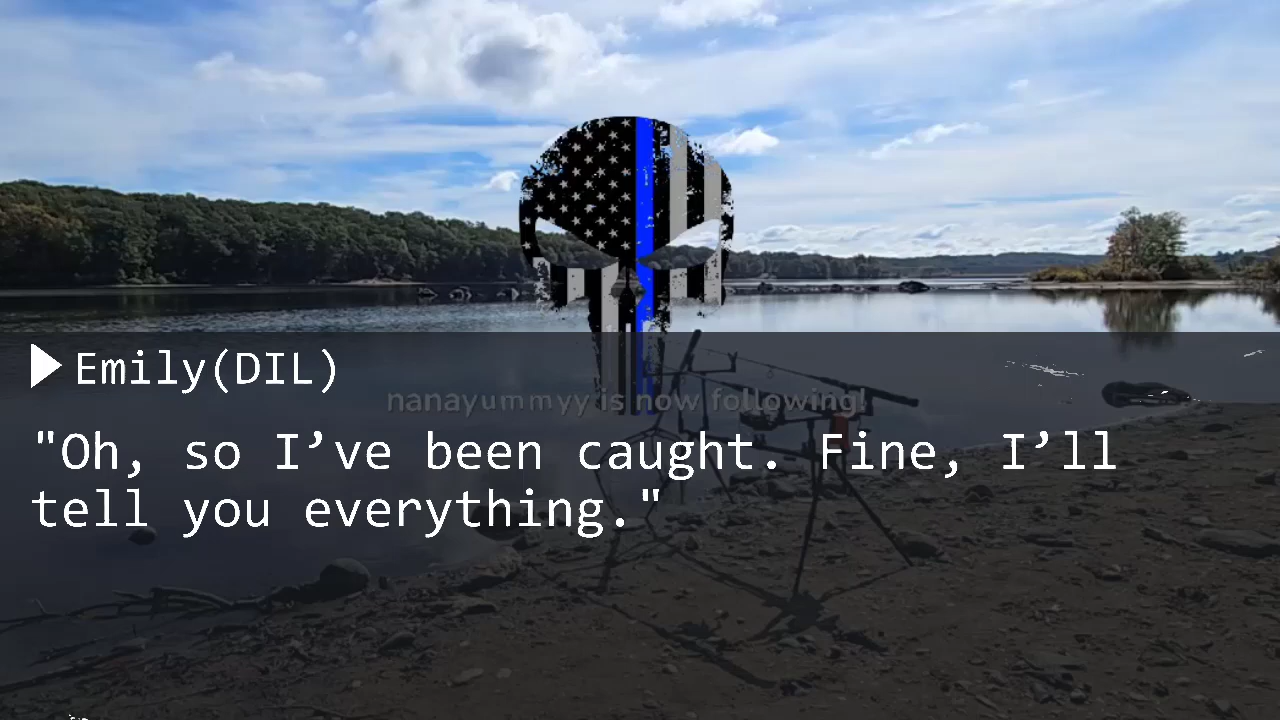 Emily(DIL)
nanayummyy is now following!
"Oh, so I’ve been caught. Fine, I’ll
tell you everything."